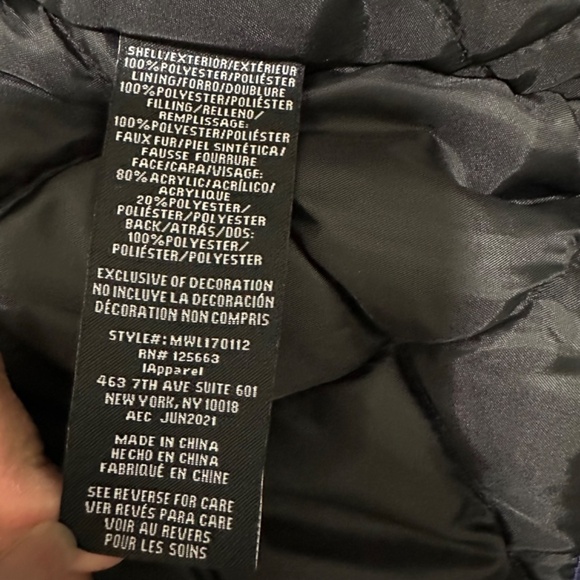 SHELL/EXTERIOR/EXTÉRIEUR
100%POLYESTER/POLIÉSTER
LINING/FORRO/DOUBLURE
100%POLYESTER/POLIÉSTER
FILLING/RELLENO/
REMPLISSAGE:
100%POLYESTER/POLIÉSTER
FAUX FUR/PIEL SINTÉTICA/
FAUSSE FOURRURE
FACE/CARA/VISAGE:
80%ACRYLIC/ACRÍLICO/
ACRYLIQUE
20%POLYESTER/
POLIÉSTER/POLYESTER
BACK/ATRÁS/DOS:
100%POLYESTER/
POLIÉSTER/POLYESTER
EXCLUSIVE OF DECORATION
NO INCLUYE LA DECORACIÓN
DÉCORATION NON COMPRIS
STYLE#: MWL170112
RN# 125663
IApparel
463 7TH AVE SUITE 601
NEW YORK, NY 10018
AEC JUN2021
MADE IN CHINA
HECHO EN CHINA
FABRIQUÉ EN CHINE
SEE REVERSE FOR CARE
VER REVÉS PARA CARE
VOIR AU REVERS
POUR LES SOINS